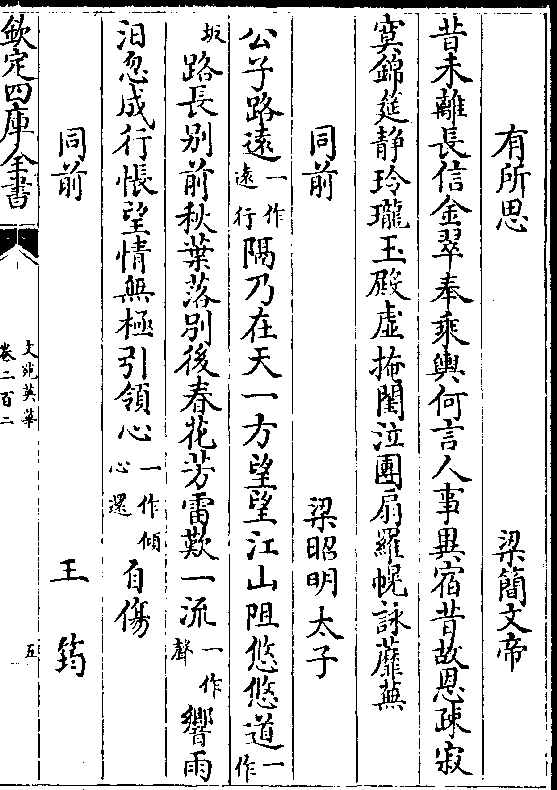 有所思　梁簡文帝
昔未離長信金翠奉乘輿何言人事異宿昔故恩疎寂
寞錦筵静玲瓏玉殿虚掩閨泣團扇羅幌詠蘼蕪
同前　梁昭明太子
公子路遠一作遠行隔乃在天一方望望江山阻悠悠道一作
坂路長别前秋葉落别後春花芳雷歎一流一作聲響雨
泪忽成行悵望情無極引領心一作傾心還自傷
同前　王筠
欽定四庫全書
文苑英華
卷二百二
五